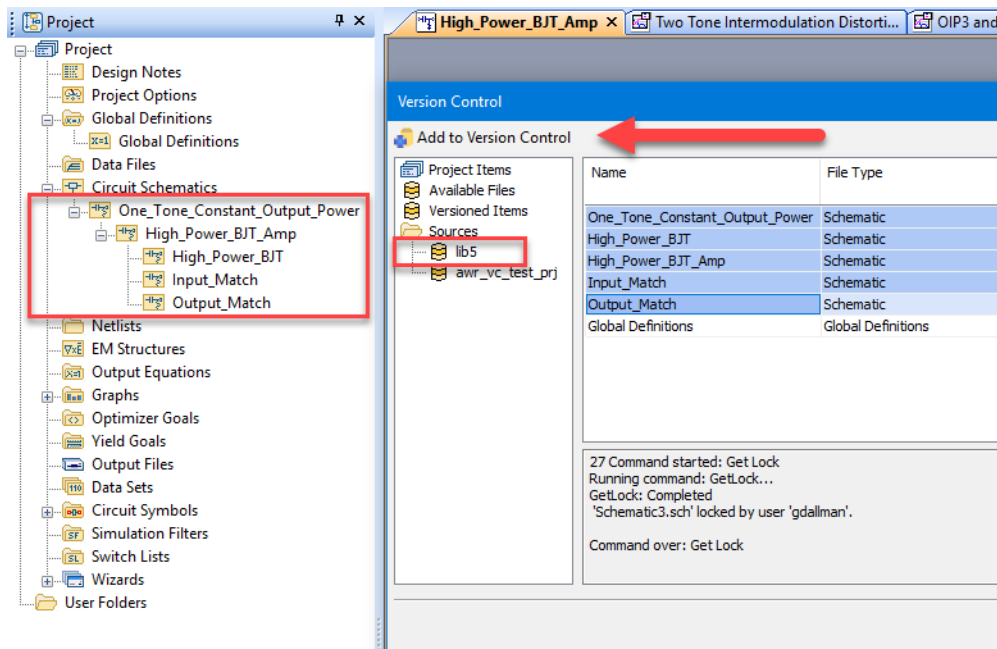 Project
Project
Design Notes
Project Options
Global Definitions
x=1 Global Definitions
Data Files
Circuit Schematics
One_Tone_Constant_Output_Power
High_Power_BJT_Amp
High_Power_BJT
Input_Match
Output_Match
Netlists
EM Structures
Output Equations
Graphs
Optimizer Goals
Yield Goals
Output Files
Data Sets
Circuit Symbols
Simulation Filters
Switch Lists
Wizards
User Folders
High_Power_BJT_Amp
Two Tone Intermodulation Distorti...
OIP3 and
Version Control
Add to Version Control
Project Items
Available Files
Versioned Items
Sources
lib5
awr_vc_test_prj
Name File Type
One_Tone_Constant_Output_Power Schematic
High_Power_BJT Schematic
High_Power_BJT_Amp Schematic
Input_Match Schematic
Output_Match Schematic
Global Definitions Global Definitions
27 Command started: Get Lock
Running command: GetLock...
GetLock: Completed
'Schematic3.sch' locked by user 'gdallman'.
Command over: Get Lock